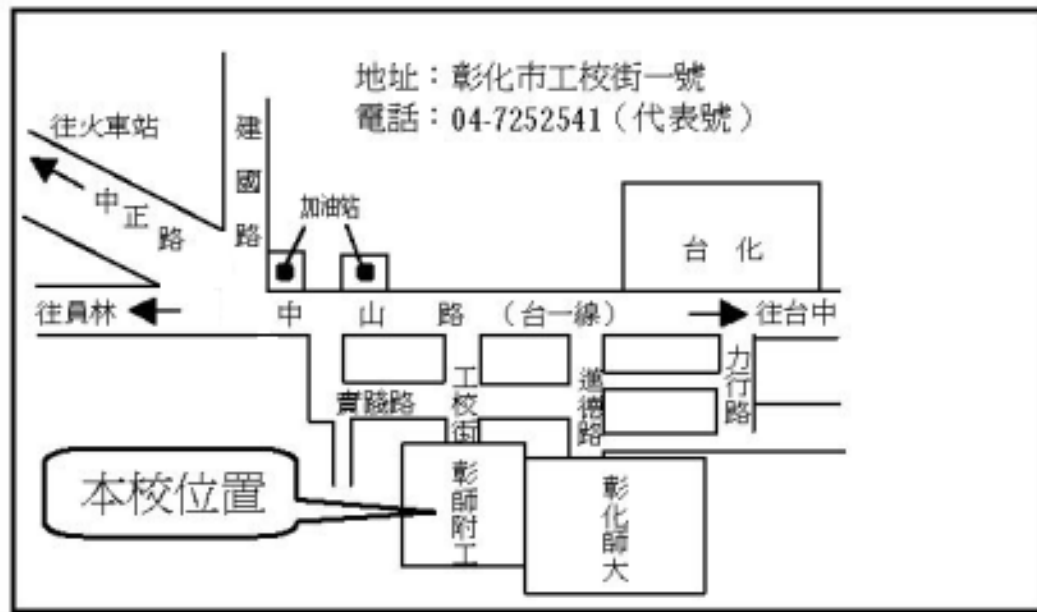 地址：彰化市工校街一號
電話：04-7252541（代表號）
往火車站
中正路
建國路
加油站
台化
往員林
中山路（台一線）
往台中
實踐路
工校街
進德路
力行路
本校位置
彰師附工
彰化師大